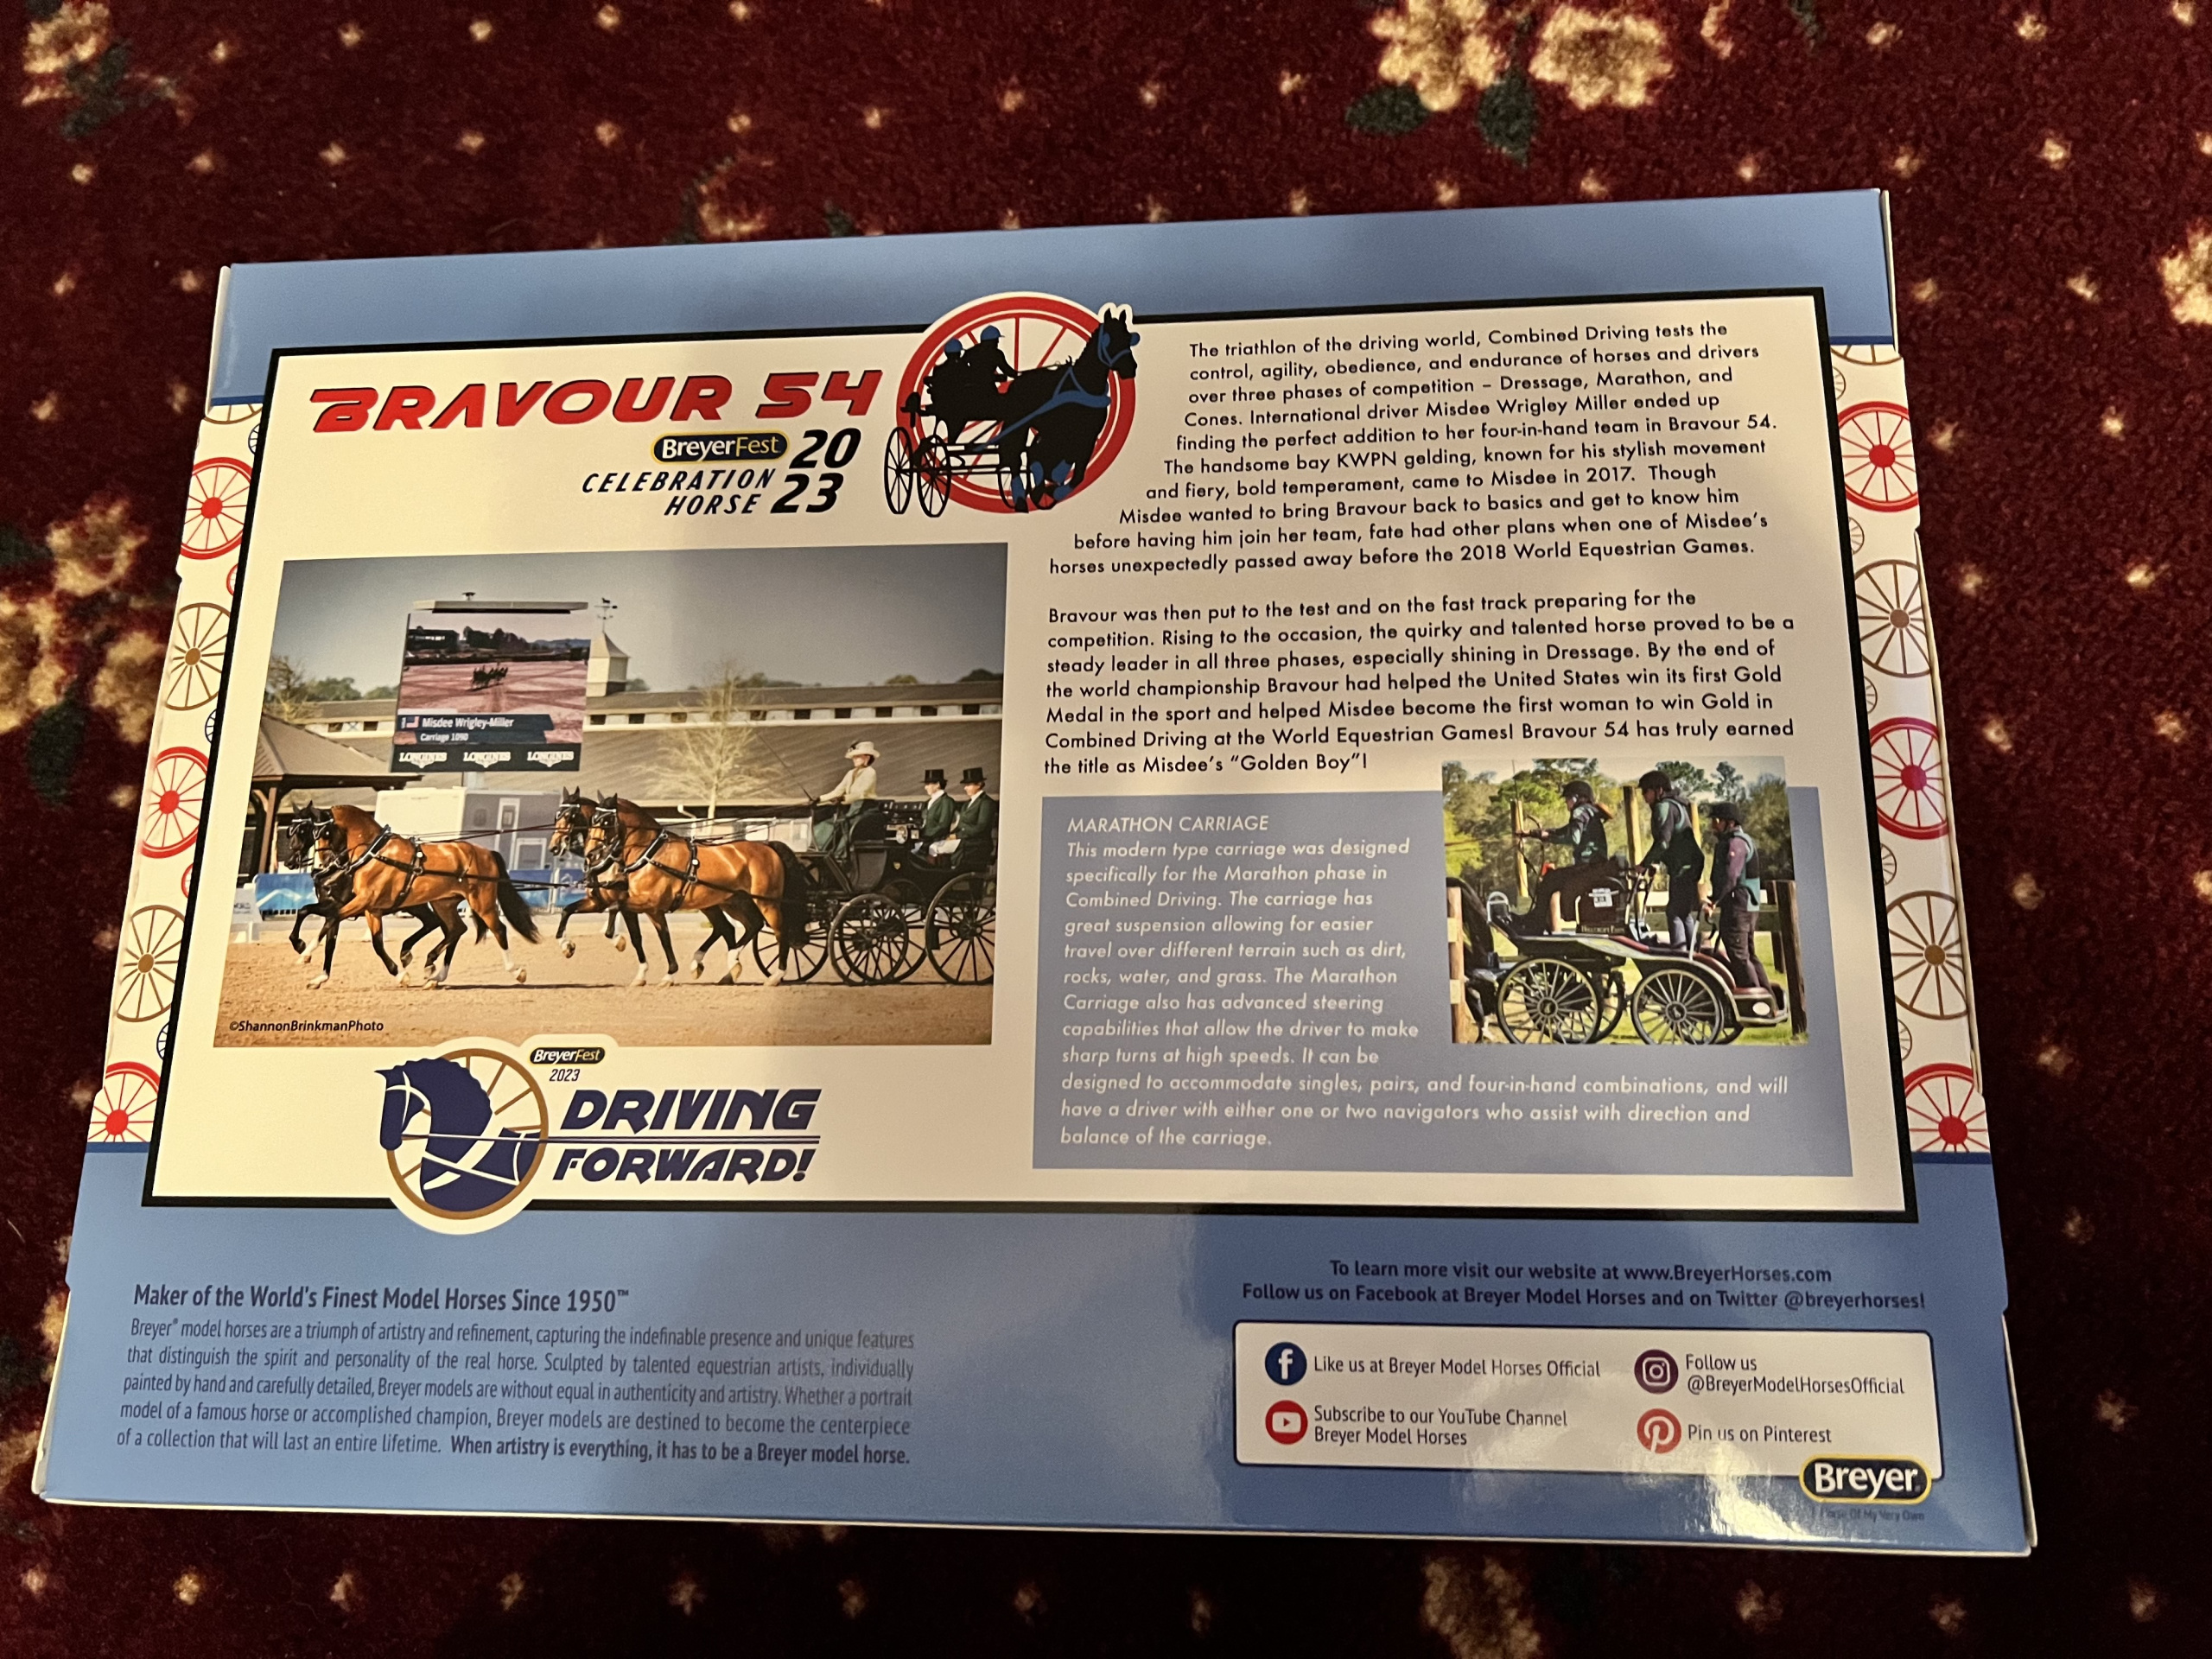 BRAVOUR 54
BreyerFest 20
CELEBRATION 23
HORSE
The triathlon of the driving world, Combined Driving tests the
control, agility, obedience, and endurance of horses and drivers
over three phases of competition – Dressage, Marathon, and
Cones. International driver Misdee Wrigley Miller ended up
finding the perfect addition to her four-in-hand team in Bravour 54.
The handsome bay KWPN gelding, known for his stylish movement
and fiery, bold temperament, came to Misdee in 2017. Though
Misdee wanted to bring Bravour back to basics and get to know him
before having him join her team, fate had other plans when one of Misdee's
horses unexpectedly passed away before the 2018 World Equestrian Games.
Bravour was then put to the test and on the fast track preparing for the
competition. Rising to the occasion, the quirky and talented horse proved to be a
steady leader in all three phases, especially shining in Dressage. By the end of
the world championship Bravour had helped the United States win its first Gold
Medal in the sport and helped Misdee become the first woman to win Gold in
Combined Driving at the World Equestrian Games! Bravour 54 has truly earned
the title as Misdee's "Golden Boy"!
Misdee Wrigley-Miller
Carriage 1090
LONGINES LONGINES LONGINES
©ShannonBrinkmanPhoto
MARATHON CARRIAGE
This modern type carriage was designed
specifically for the Marathon phase in
Combined Driving. The carriage has
great suspension allowing for easier
travel over different terrain such as dirt,
rocks, water, and grass. The Marathon
Carriage also has advanced steering
capabilities that allow the driver to make
sharp turns at high speeds. It can be
designed to accommodate singles, pairs, and four-in-hand combinations, and will
have a driver with either one or two navigators who assist with direction and
balance of the carriage.
BreyerFest
2023
DRIVING
FORWARD!
Maker of the World's Finest Model Horses Since 1950™
Breyer® model horses are a triumph of artistry and refinement, capturing the indefinable presence and unique features
that distinguish the spirit and personality of the real horse. Sculpted by talented equestrian artists, individually
painted by hand and carefully detailed, Breyer models are without equal in authenticity and artistry. Whether a portrait
model of a famous horse or accomplished champion, Breyer models are destined to become the centerpiece
of a collection that will last an entire lifetime. When artistry is everything, it has to be a Breyer model horse.
To learn more visit our website at www.BreyerHorses.com
Follow us on Facebook at Breyer Model Horses and on Twitter @breyerhorses!
Like us at Breyer Model Horses Official
Follow us
@BreyerModelHorsesOfficial
Subscribe to our YouTube Channel
Breyer Model Horses
Pin us on Pinterest
Breyer
Horse Of My Very Own